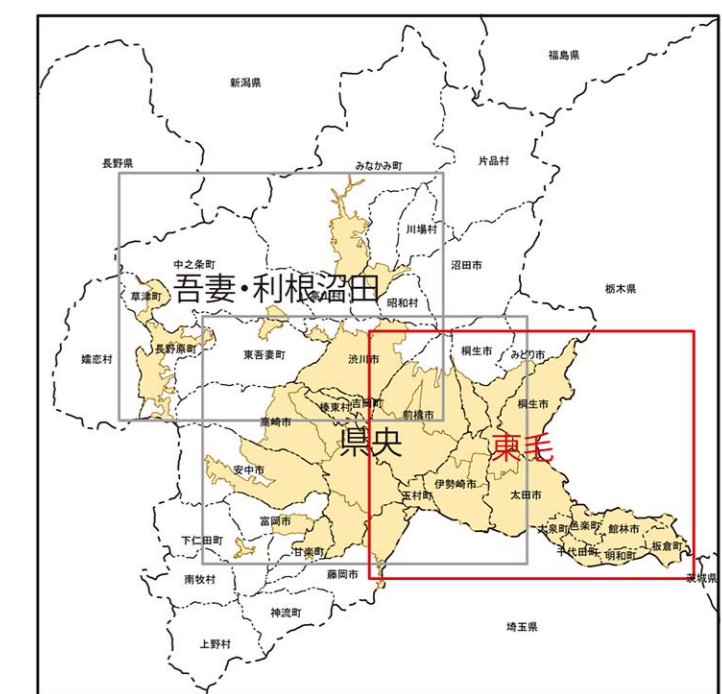 福島県
新潟県
長野県
みなかみ町
片品村
川場村
中之条町
沼田市
吾妻・利根沼田
草津町
昭和村
栃木県
嬬恋村
長野原町
東吾妻町
渋川市
桐生市
みどり市
榛東村
吉岡町
前橋市
桐生市
高崎市
県央
東毛
安中市
伊勢崎市
玉村町
太田市
富岡市
大泉町
邑楽町
館林市
下仁田町
甘楽町
千代田町
明和町
板倉町
南牧村
藤岡市
茨城県
神流町
埼玉県
上野村